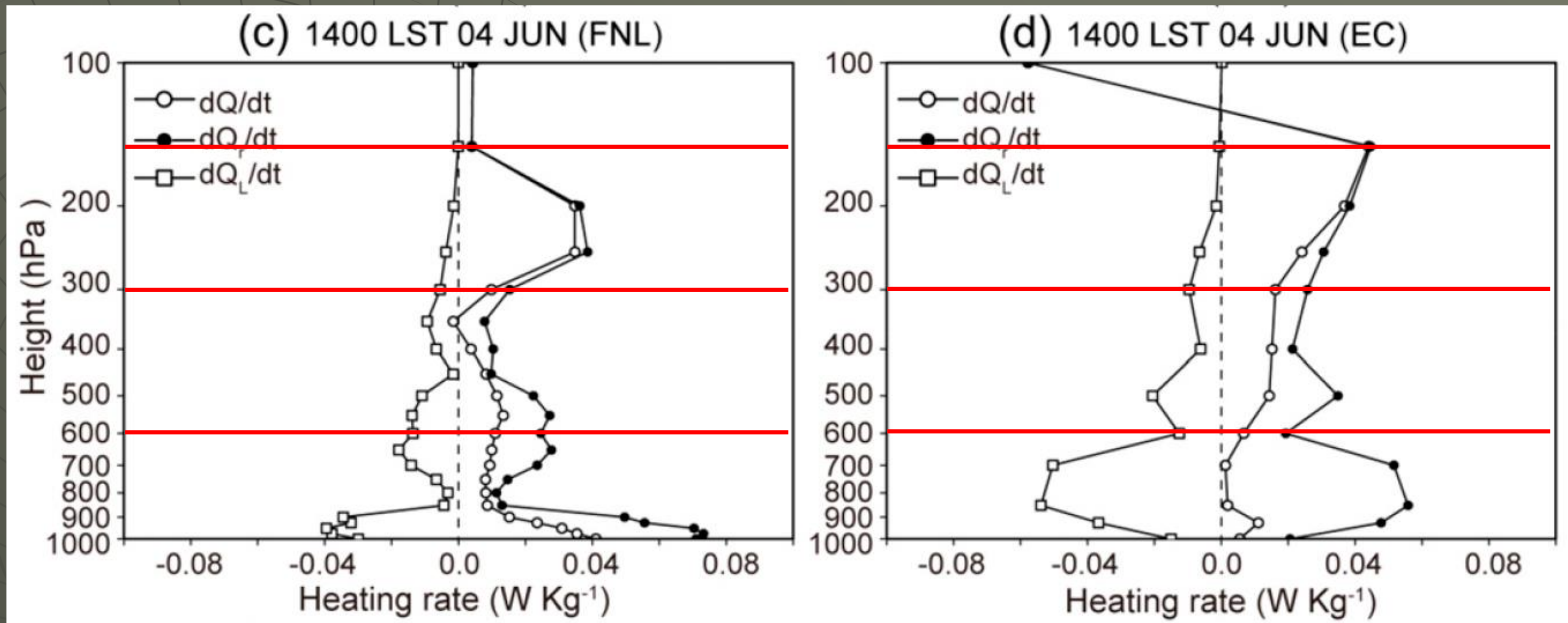 (c) 1400 LST 04 JUN (FNL)
100
dQ/dt
dQr/dt
dQL/dt
200
300
400
500
600
700
800
900
1000
Height (hPa)
-0.08
-0.04
0.0
0.04
0.08
Heating rate (W Kg-1)
(d) 1400 LST 04 JUN (EC)
100
dQ/dt
dQr/dt
dQL/dt
200
300
400
500
600
700
800
900
1000
-0.08
-0.04
0.0
0.04
0.08
Heating rate (W Kg-1)